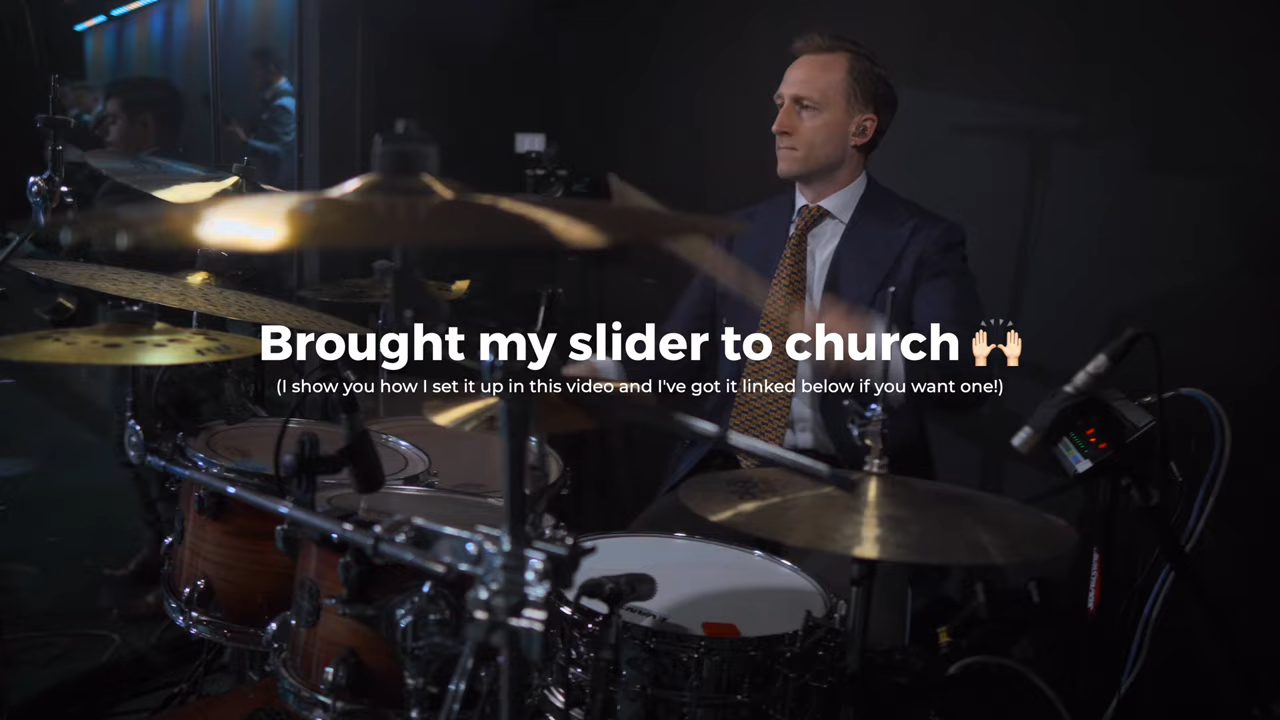 Brought my slider to church 🙌🏻
(I show you how I set it up in this video and I've got it linked below if you want one!)